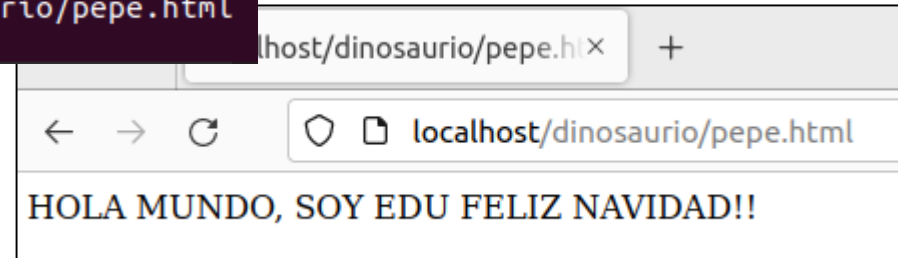 rio/pepe.html
lhost/dinosaurio/pepe.h
localhost/dinosaurio/pepe.html
HOLA MUNDO, SOY EDU FELIZ NAVIDAD!!